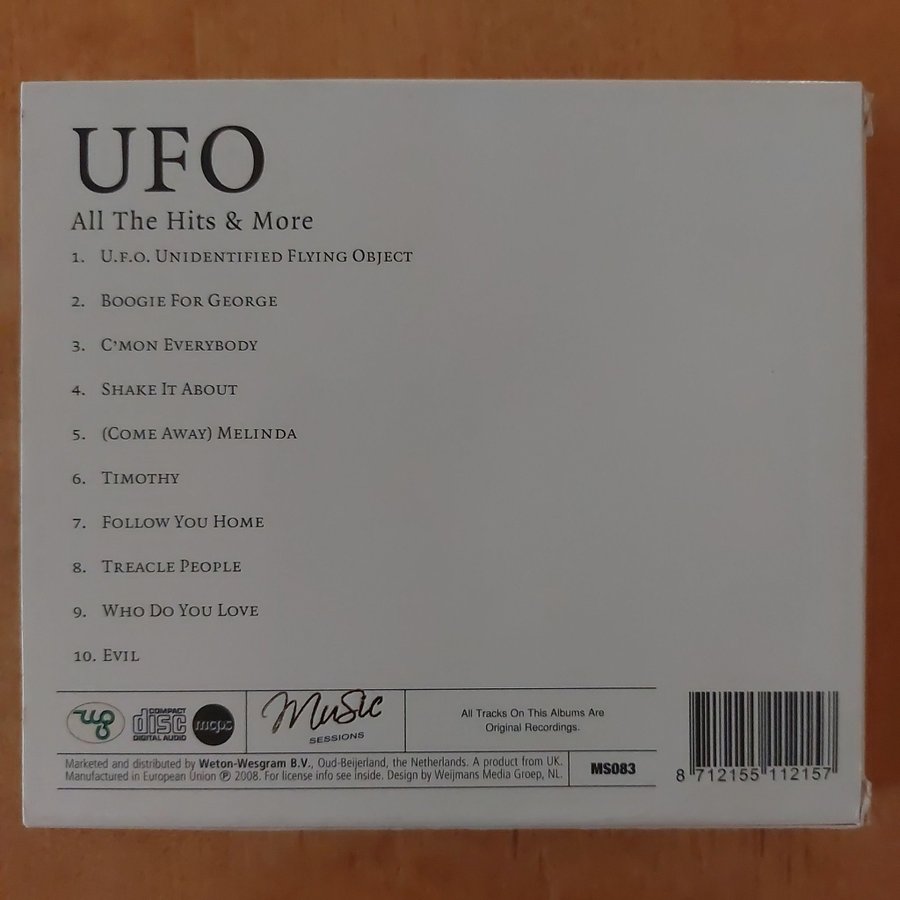 UFO
All The Hits & More
1. U.F.O. Unidentified Flying Object
2. Boogie For George
3. C'mon Everybody
4. Shake It About
5. (Come Away) Melinda
6. Timothy
7. Follow You Home
8. Treacle People
9. Who Do You Love
10. Evil
wg
COMPACT
disc
DIGITAL AUDIO
mcps
Music
SESSIONS
All Tracks On This Albums Are
Original Recordings.
Marketed and distributed by Weton-Wesgram B.V., Oud-Beijerland, the Netherlands. A product from UK.
Manufactured in European Union ℗ 2008. For license info see inside. Design by Weijmans Media Groep, NL.
MS083
8 712155 112157